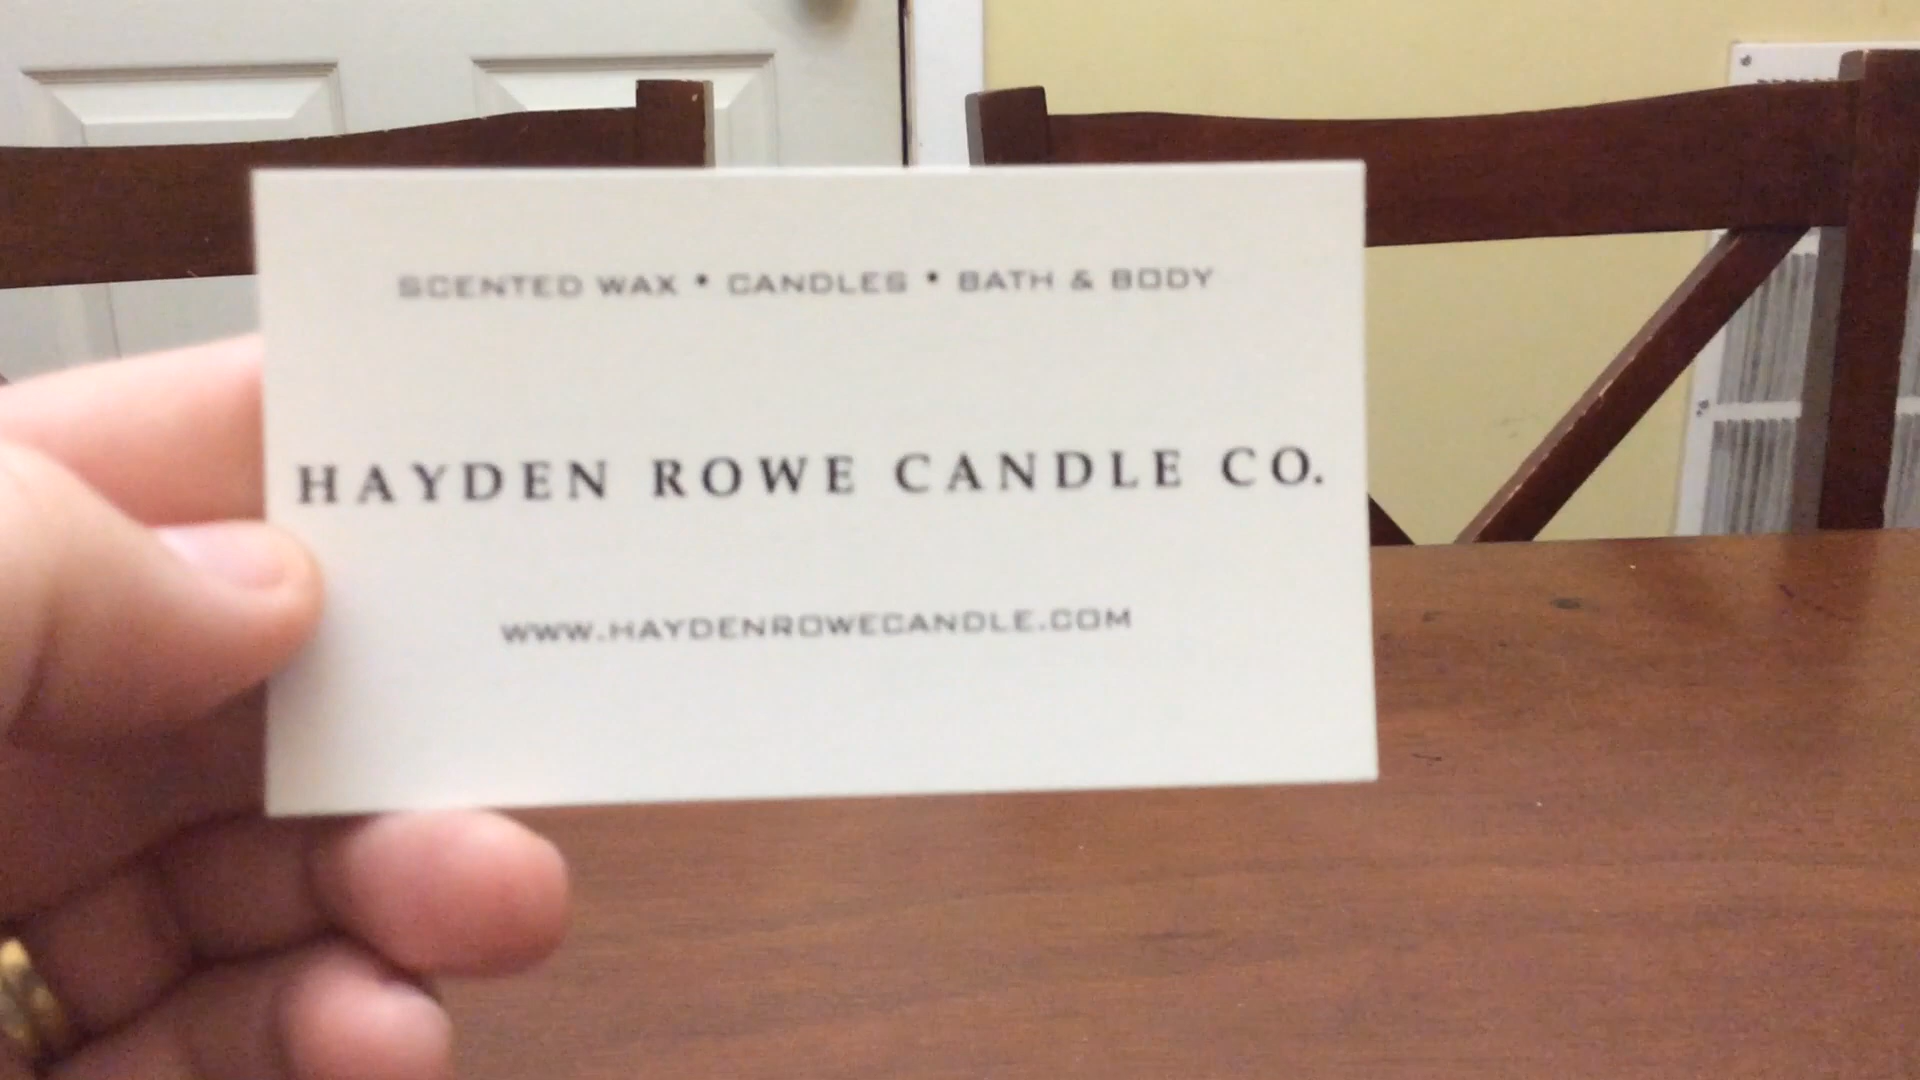 SCENTED WAX • CANDLES • BATH & BODY
HAYDEN ROWE CANDLE CO.
WWW.HAYDENROWECANDLE.COM